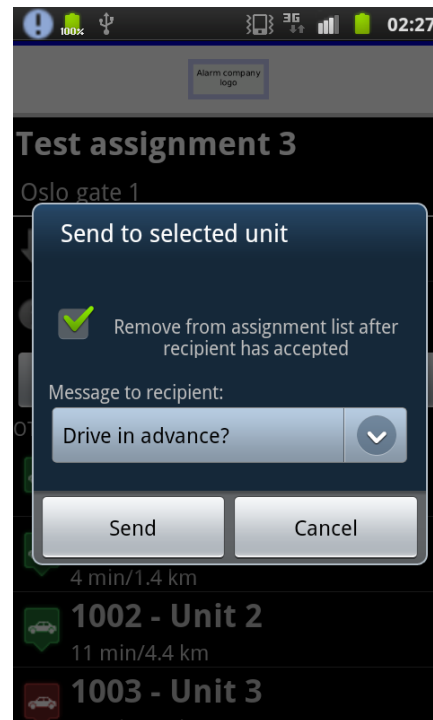 100%
3G
02:27
Alarm company
logo
Test assignment 3
Oslo gate 1
Send to selected unit
Remove from assignment list after
recipient has accepted
Message to recipient:
Drive in advance?
Send
Cancel
4 min/1.4 km
1002 - Unit 2
11 min/4.4 km
1003 - Unit 3